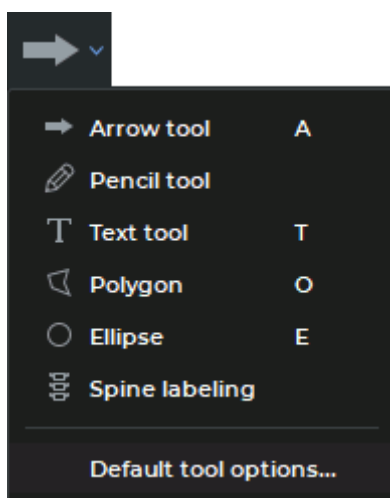 Arrow tool A
Pencil tool
Text tool T
Polygon O
Ellipse E
Spine labeling
Default tool options...